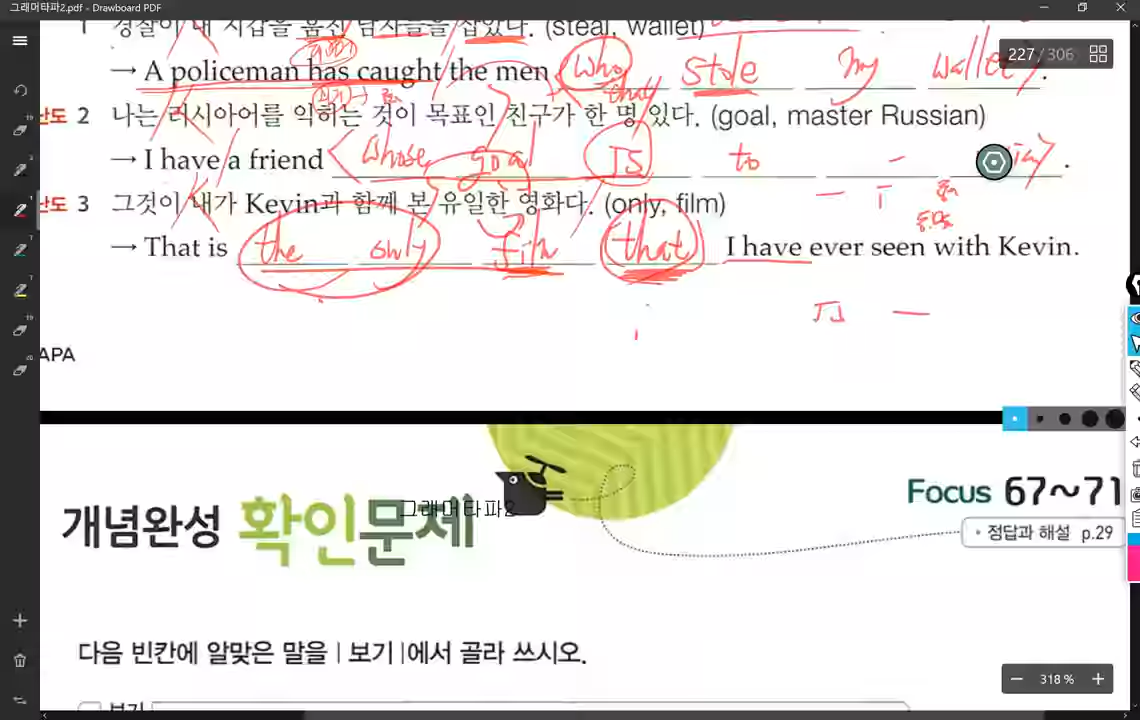 그래머타파2.pdf - Drawboard PDF
227 / 306
1 경찰이 내 지갑을 훔친 남자들을 잡았다. (steal, wallet)
→ A policeman has caught the men who stole my wallet.
that
난도 2 나는 러시아어를 익히는 것이 목표인 친구가 한 명 있다. (goal, master Russian)
→ I have a friend whose goal is to
난도 3 그것이 내가 Kevin과 함께 본 유일한 영화다. (only, film)
→ That is the only film that I have ever seen with Kevin.
APA
개념완성 확인문제
그래머타파2
Focus 67~71
• 정답과 해설 p.29
다음 빈칸에 알맞은 말을 | 보기 |에서 골라 쓰시오.
보기
318 %